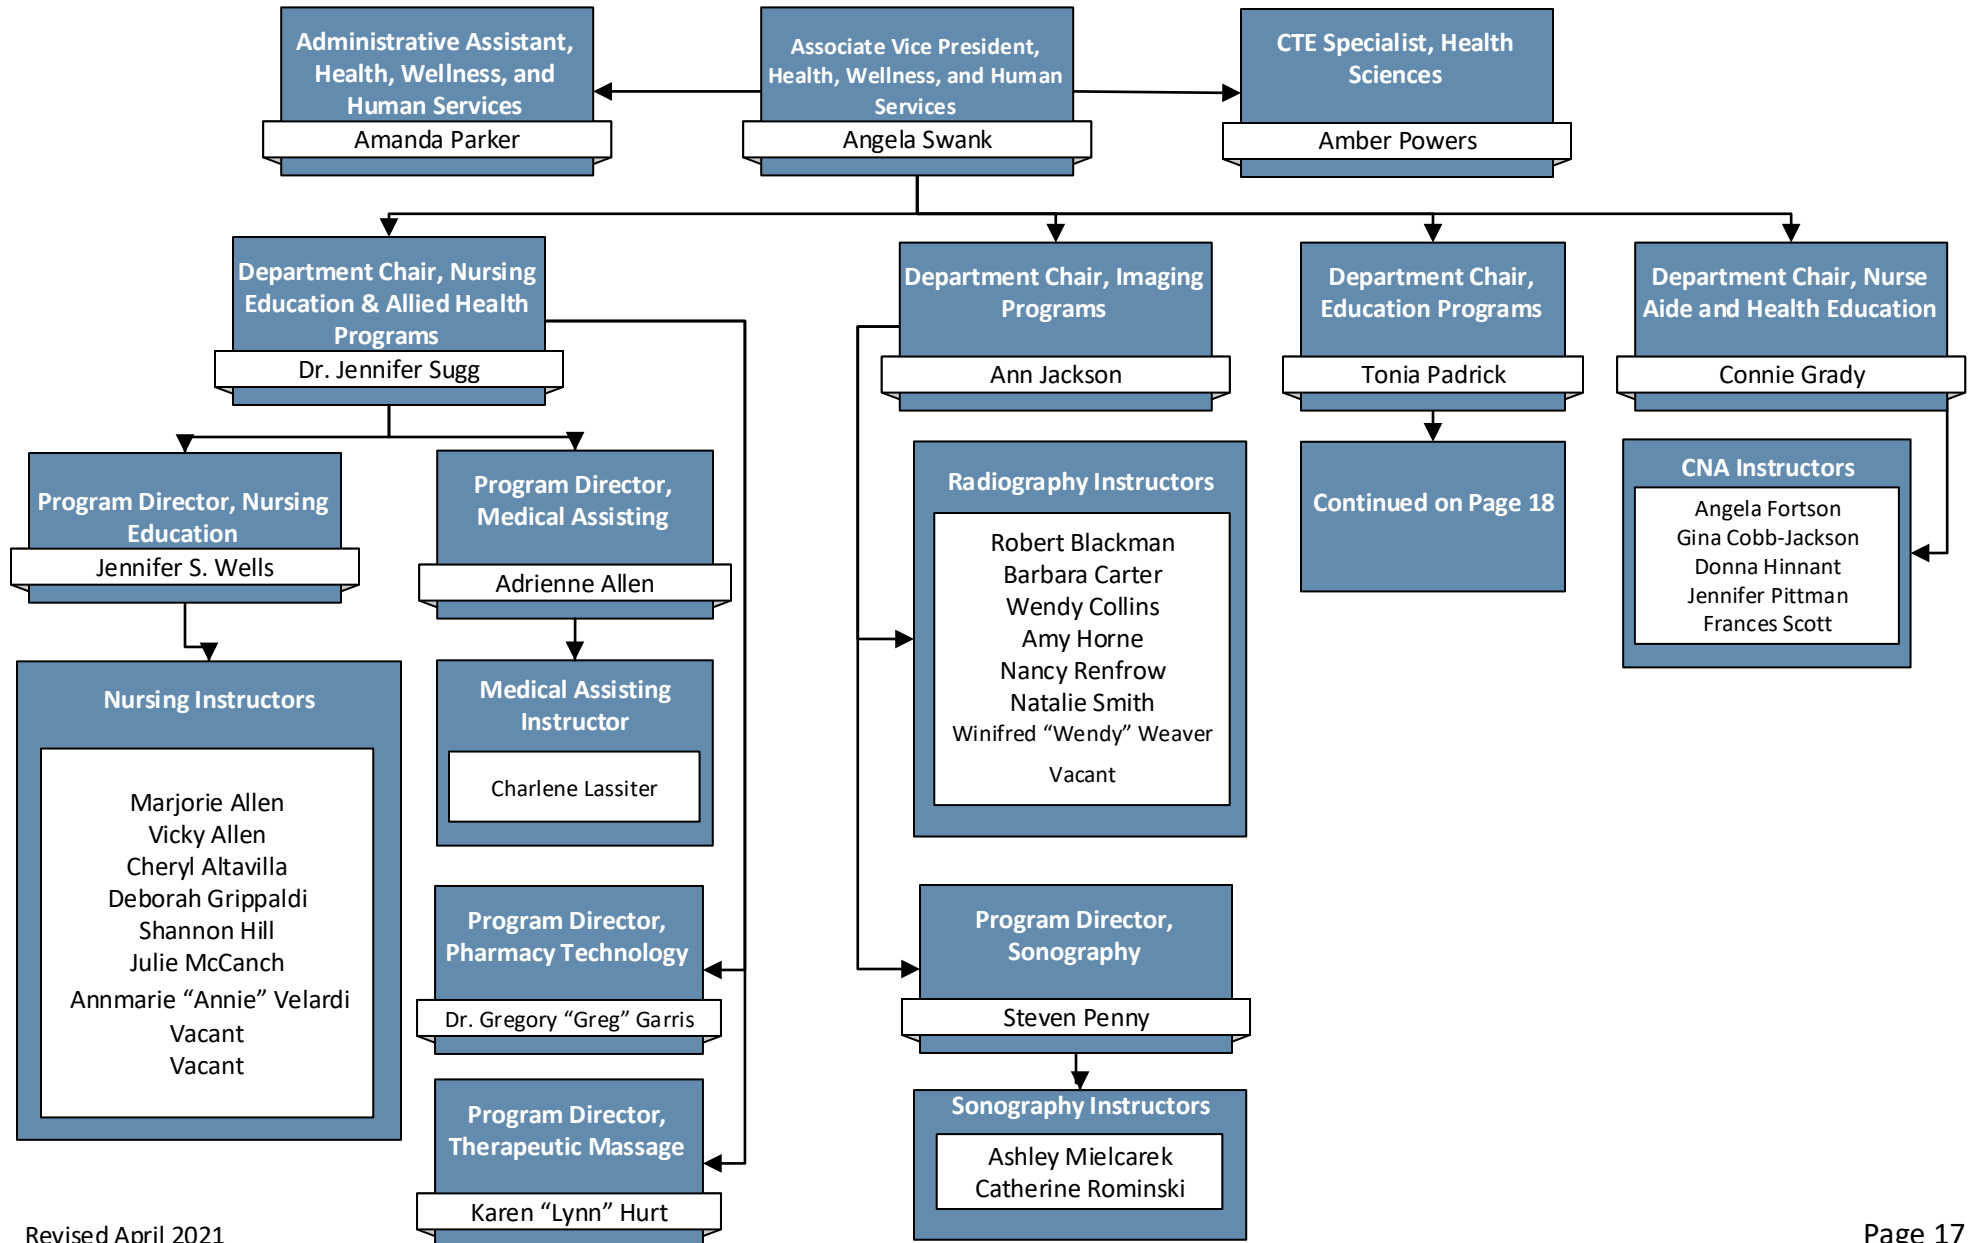 Administrative Assistant,
Health, Wellness, and
Human Services
Amanda Parker
Associate Vice President,
Health, Wellness, and Human
Services
Angela Swank
CTE Specialist, Health
Sciences
Amber Powers
Department Chair, Nursing
Education & Allied Health
Programs
Dr. Jennifer Sugg
Department Chair, Imaging
Programs
Ann Jackson
Department Chair,
Education Programs
Tonia Padrick
Department Chair, Nurse
Aide and Health Education
Connie Grady
Program Director, Nursing
Education
Jennifer S. Wells
Program Director,
Medical Assisting
Adrienne Allen
Radiography Instructors
Robert Blackman
Barbara Carter
Wendy Collins
Amy Horne
Nancy Renfrow
Natalie Smith
Winifred “Wendy” Weaver
Vacant
Continued on Page 18
CNA Instructors
Angela Fortson
Gina Cobb-Jackson
Donna Hinnant
Jennifer Pittman
Frances Scott
Nursing Instructors
Marjorie Allen
Vicky Allen
Cheryl Altavilla
Deborah Grippaldi
Shannon Hill
Julie McCanch
Annmarie “Annie” Velardi
Vacant
Vacant
Medical Assisting
Instructor
Charlene Lassiter
Program Director,
Pharmacy Technology
Dr. Gregory “Greg” Garris
Program Director,
Sonography
Steven Penny
Program Director,
Therapeutic Massage
Karen “Lynn” Hurt
Sonography Instructors
Ashley Mielcarek
Catherine Rominski
Revised April 2021
Page 17